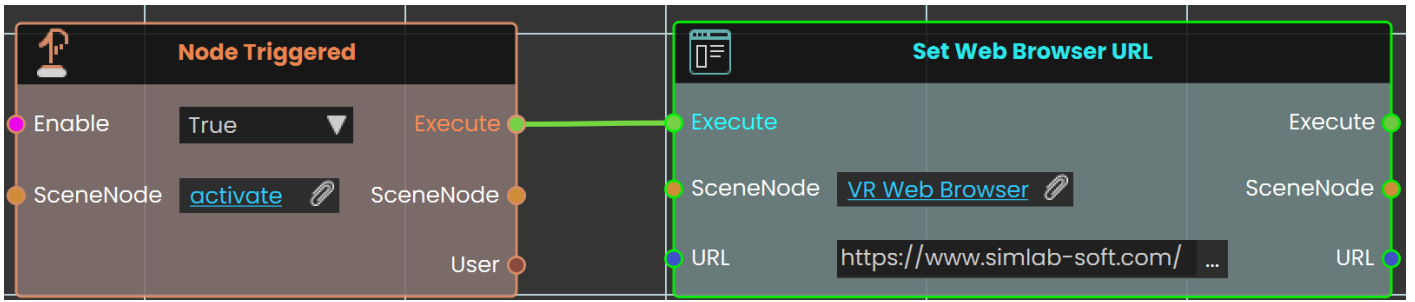 Node Triggered
Enable
True
Execute
SceneNode
activate
SceneNode
User
Set Web Browser URL
Execute
Execute
SceneNode
VR Web Browser
SceneNode
URL
https://www.simlab-soft.com/ ...
URL